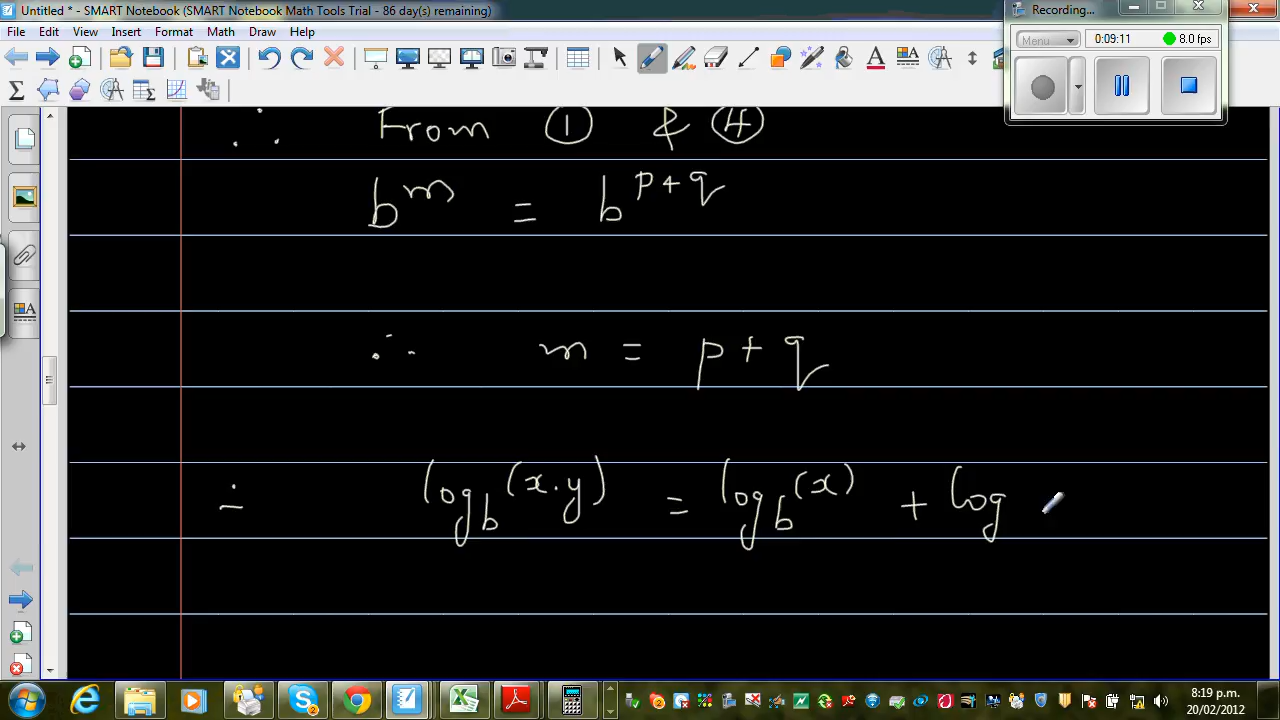 Untitled * - SMART Notebook (SMART Notebook Math Tools Trial - 86 day(s) remaining)
Recording...
File Edit View Insert Format Math Draw Help
Menu
0:09:11
8.0 fps
∴ From ① & ④
b^m = b^(p+q)
∴ m = p + q
∴ log_b (x.y) = log_b (x) + log
8:19 p.m.
20/02/2012